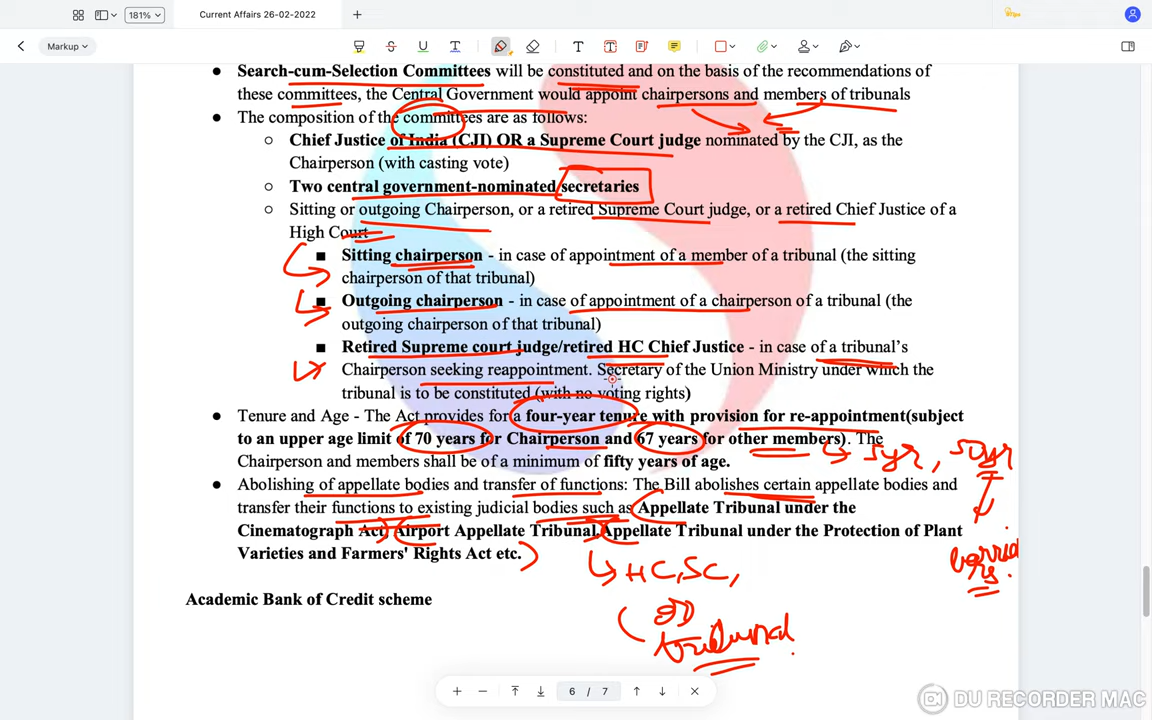 181%
Current Affairs 26-02-2022
Markup
Search-cum-Selection Committees will be constituted and on the basis of the recommendations of
these committees, the Central Government would appoint chairpersons and members of tribunals
The composition of the committees are as follows:
Chief Justice of India (CJI) OR a Supreme Court judge nominated by the CJI, as the
Chairperson (with casting vote)
Two central government-nominated secretaries
Sitting or outgoing Chairperson, or a retired Supreme Court judge, or a retired Chief Justice of a
High Court
Sitting chairperson - in case of appointment of a member of a tribunal (the sitting
chairperson of that tribunal)
Outgoing chairperson - in case of appointment of a chairperson of a tribunal (the
outgoing chairperson of that tribunal)
Retired Supreme court judge/retired HC Chief Justice - in case of a tribunal's
Chairperson seeking reappointment. Secretary of the Union Ministry under which the
tribunal is to be constituted (with no voting rights)
Tenure and Age - The Act provides for a four-year tenure with provision for re-appointment(subject
to an upper age limit of 70 years for Chairperson and 67 years for other members). The
5yr, 50yr
Chairperson and members shall be of a minimum of fifty years of age.
Abolishing of appellate bodies and transfer of functions: The Bill abolishes certain appellate bodies and
transfer their functions to existing judicial bodies such as Appellate Tribunal under the
Cinematograph Act, Airport Appellate Tribunal, Appellate Tribunal under the Protection of Plant
Varieties and Farmers' Rights Act etc.
HC, SC,
Academic Bank of Credit scheme
tribunal
6 / 7
DU RECORDER MAC